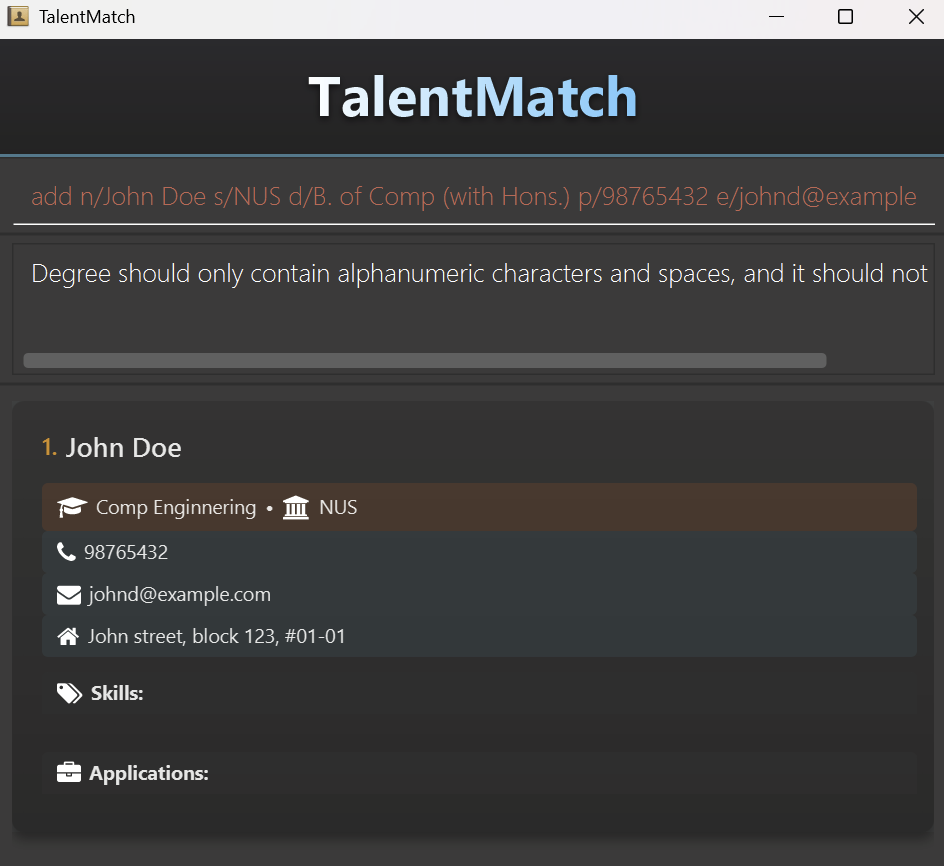 TalentMatch
TalentMatch
add n/John Doe s/NUS d/B. of Comp (with Hons.) p/98765432 e/johnd@example
Degree should only contain alphanumeric characters and spaces, and it should not
1. John Doe
Comp Enginnering • NUS
98765432
johnd@example.com
John street, block 123, #01-01
Skills:
Applications: